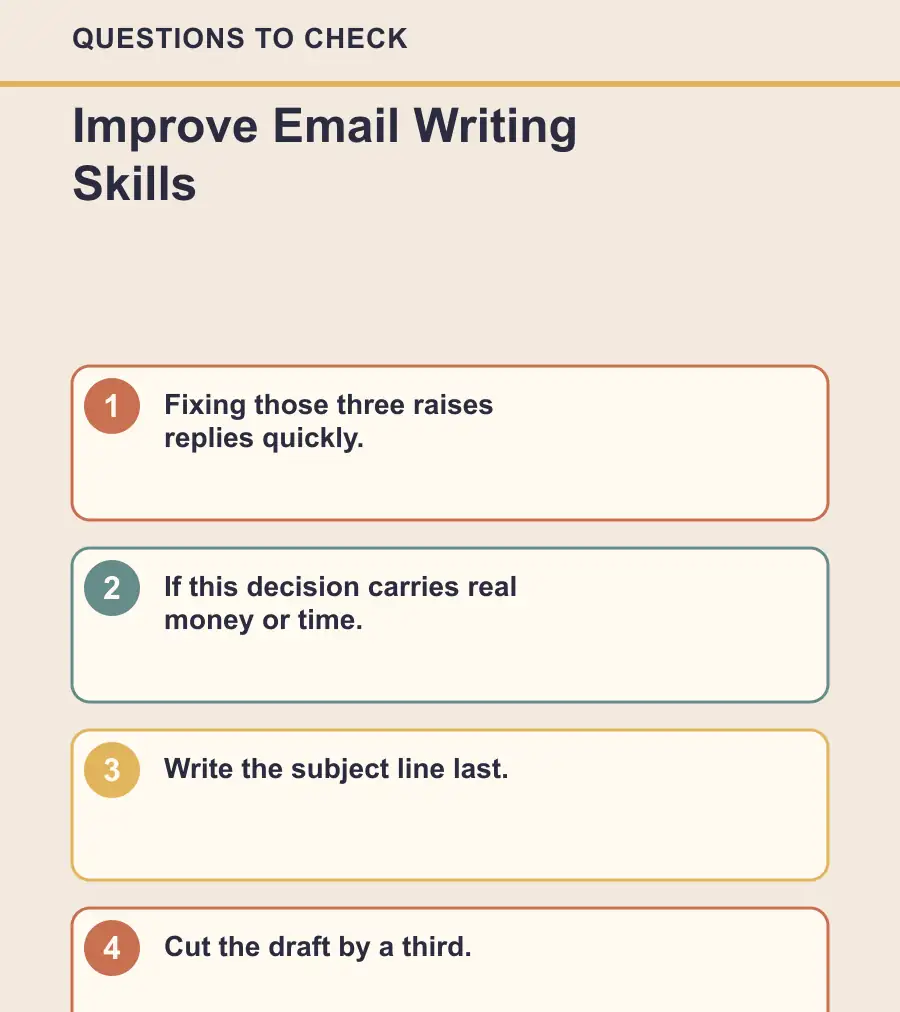 QUESTIONS TO CHECK
Improve Email Writing
Skills
1
Fixing those three raises
replies quickly.
2
If this decision carries real
money or time.
3
Write the subject line last.
4
Cut the draft by a third.